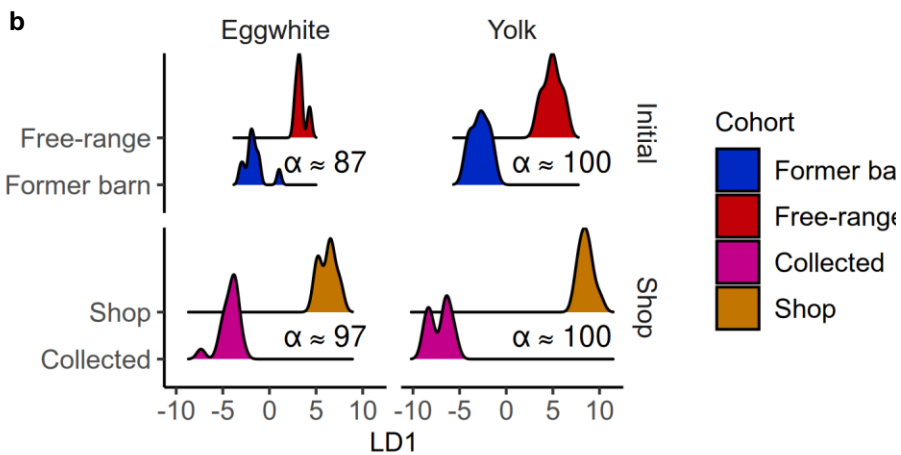 b
Eggwhite
Yolk
Free-range
Former barn
α ≈ 87
α ≈ 100
Initial
Shop
Collected
α ≈ 97
α ≈ 100
Shop
-10 -5 0 5 10
-10 -5 0 5 10
LD1
Cohort
Former ba
Free-range
Collected
Shop